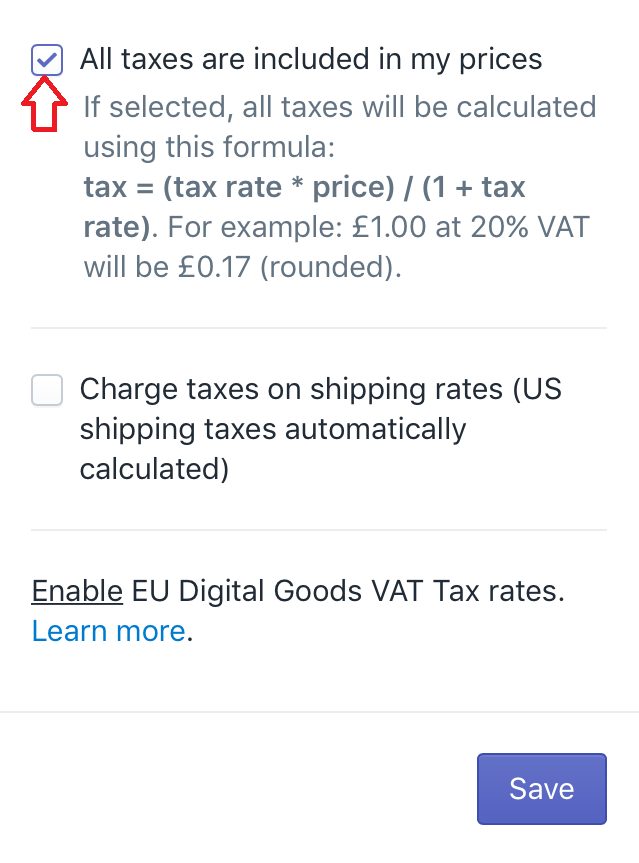 All taxes are included in my prices
If selected, all taxes will be calculated
using this formula:
tax = (tax rate * price) / (1 + tax
rate). For example: £1.00 at 20% VAT
will be £0.17 (rounded).
Charge taxes on shipping rates (US
shipping taxes automatically
calculated)
Enable EU Digital Goods VAT Tax rates.
Learn more.
Save